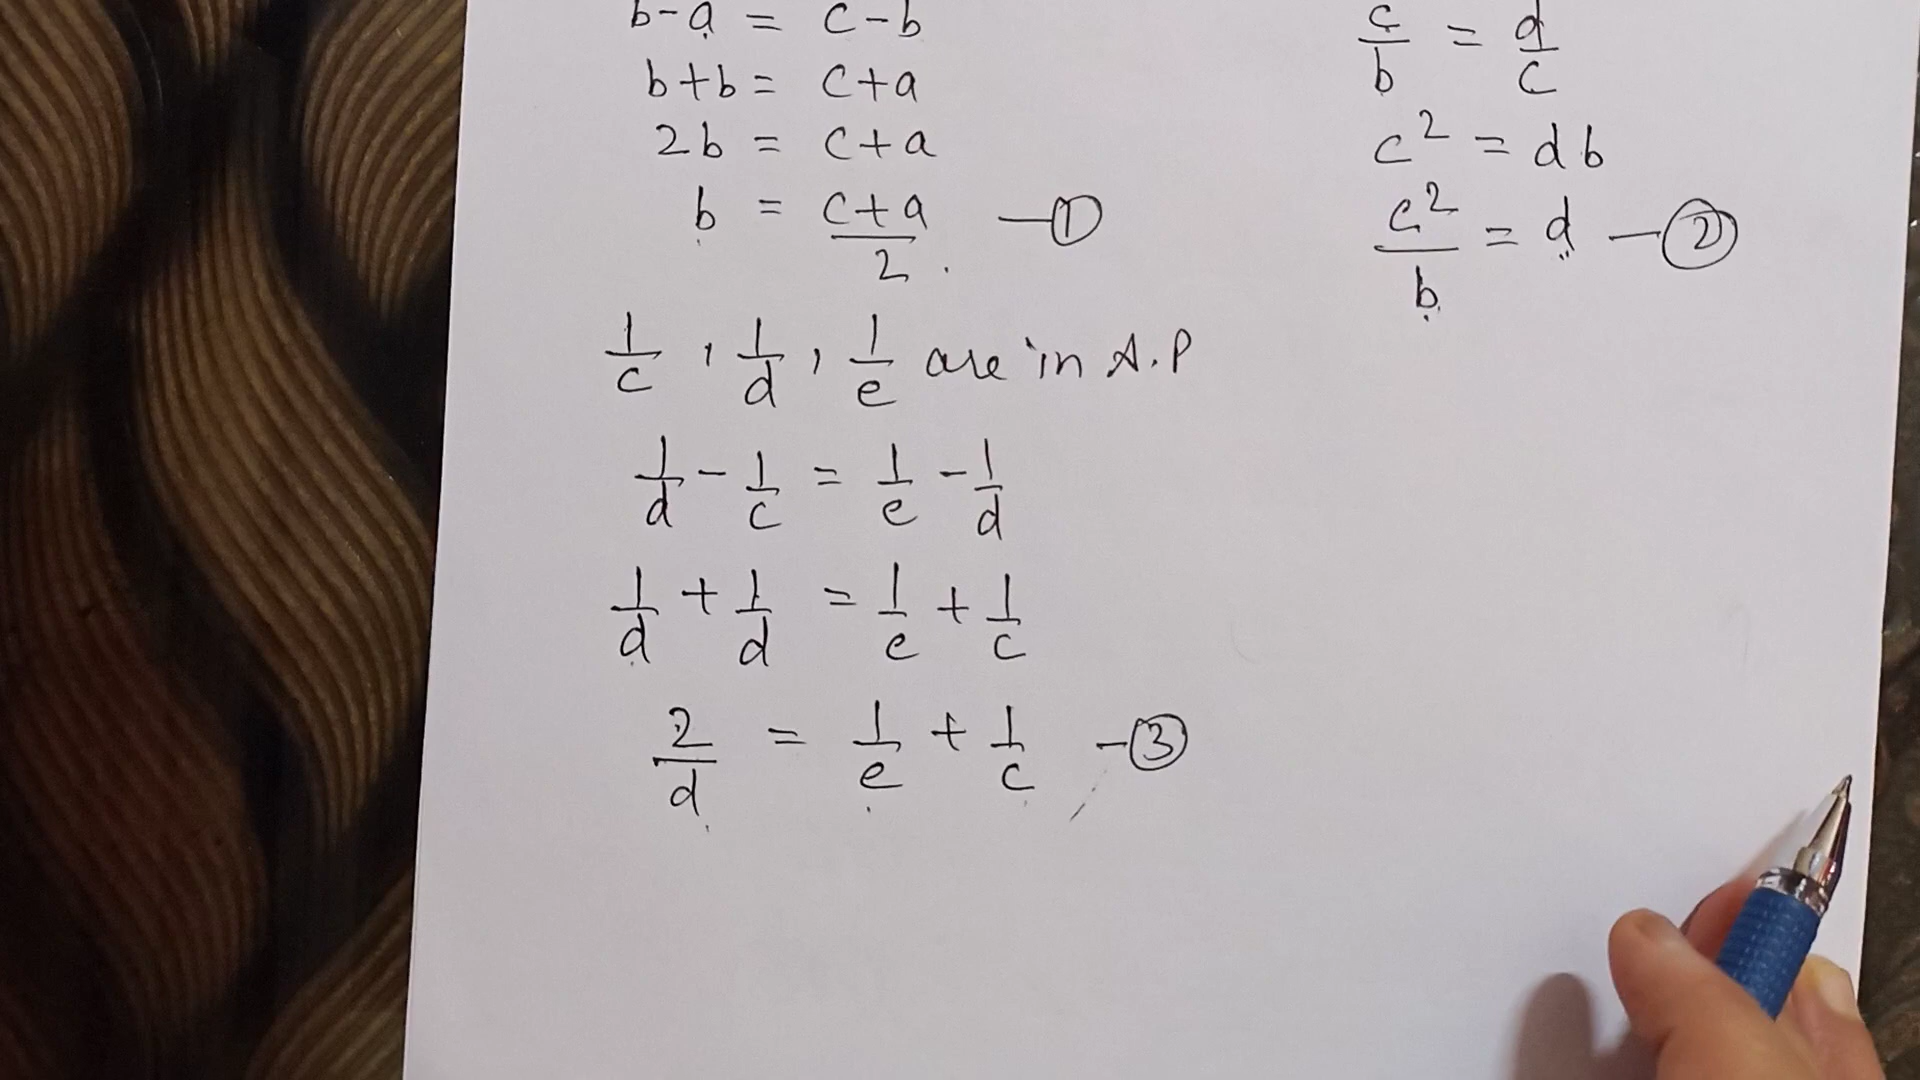 b-a = c-b
b+b = c+a
2b = c+a
b = c+a/2 —①
1/c , 1/d , 1/e are in A.P
1/d - 1/c = 1/e - 1/d
1/d + 1/d = 1/e + 1/c
2/d = 1/e + 1/c —③
c/b = d/c
c² = db
c²/b = d —②